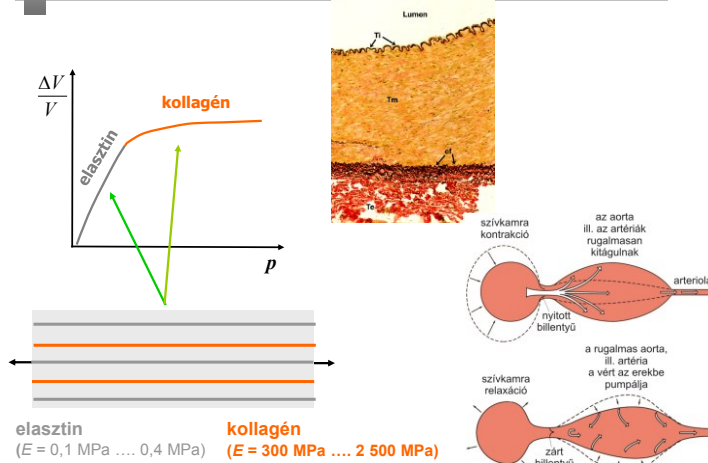 ΔV
V
elasztin
kollagén
p
Lumen
Ti
Tm
Te
elasztin
(E = 0,1 MPa …. 0,4 MPa)
kollagén
(E = 300 MPa …. 2 500 MPa)
szívkamra
kontrakció
az aorta
ill. az artériák
rugalmasan
kitágulnak
arteriola
nyitott
billentyű
szívkamra
relaxáció
a rugalmas aorta,
ill. artéria
a vért az erekbe
pumpálja
zárt
billentyű